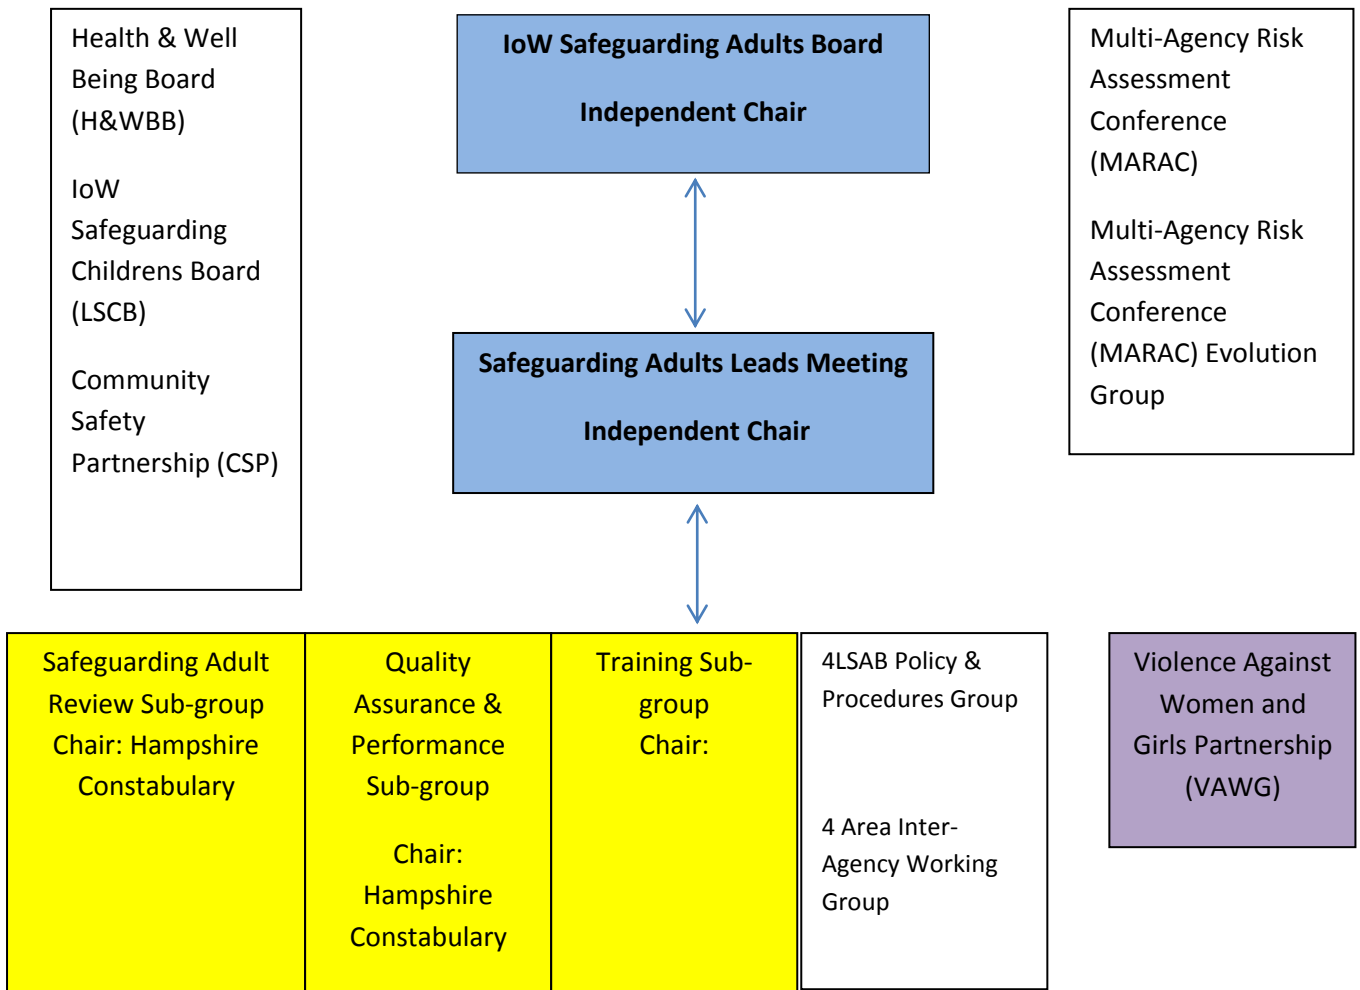 Health & Well
Being Board
(H&WBB)
IoW
Safeguarding
Childrens Board
(LSCB)
Community
Safety
Partnership (CSP)
IoW Safeguarding Adults Board
Independent Chair
Multi-Agency Risk
Assessment
Conference
(MARAC)
Multi-Agency Risk
Assessment
Conference
(MARAC) Evolution
Group
Safeguarding Adults Leads Meeting
Independent Chair
Safeguarding Adult
Review Sub-group
Chair: Hampshire
Constabulary
Quality
Assurance &
Performance
Sub-group
Chair:
Hampshire
Constabulary
Training Sub-
group
Chair:
4LSAB Policy &
Procedures Group
4 Area Inter-
Agency Working
Group
Violence Against
Women and
Girls Partnership
(VAWG)